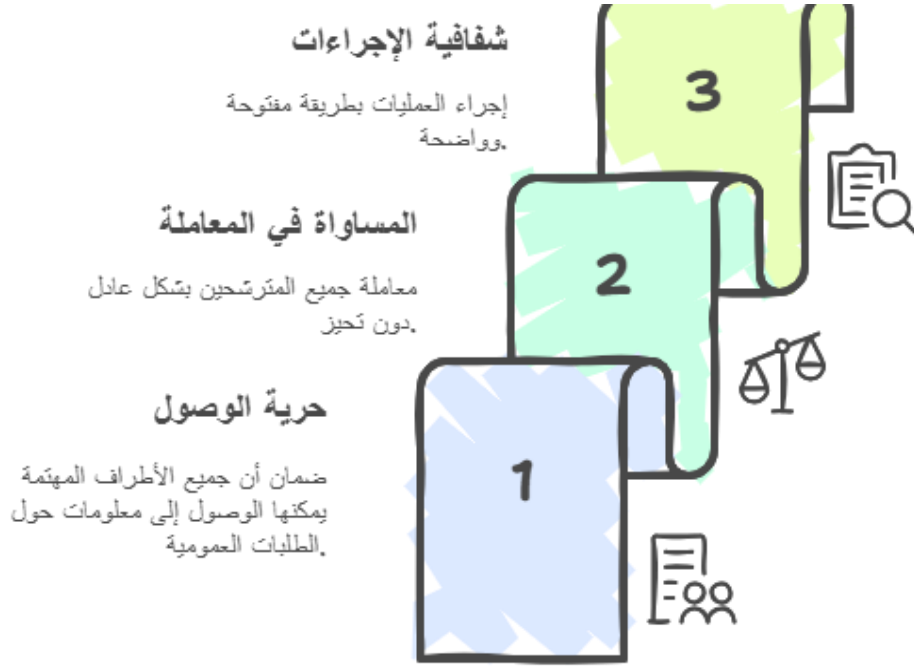 شفافية الإجراءات
إجراء العمليات بطريقة مفتوحة
وواضحة.
3
المساواة في المعاملة
معاملة جميع المترشحين بشكل عادل
دون تحيز.
2
حرية الوصول
ضمان أن جميع الأطراف المهتمة
يمكنها الوصول إلى معلومات حول
الطلبات العمومية.
1